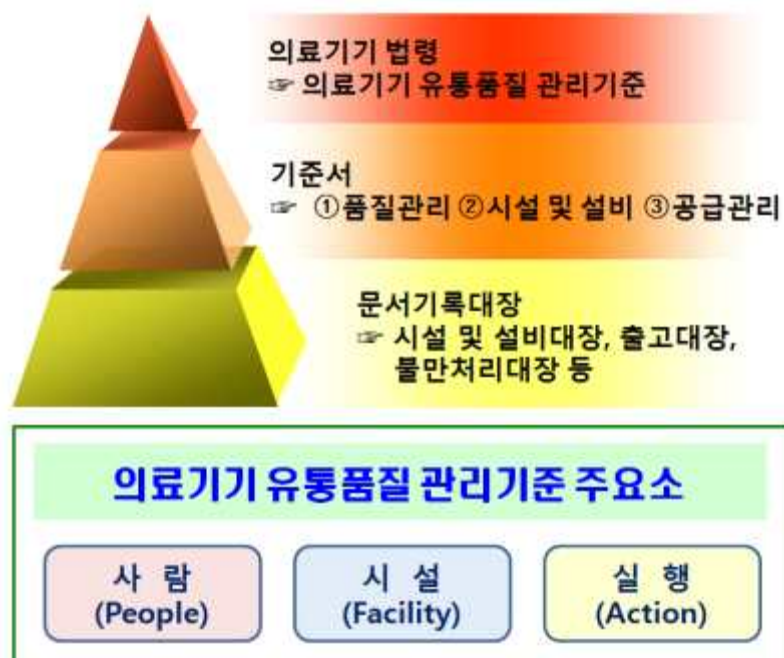 의료기기 법령
☞ 의료기기 유통품질 관리기준
기준서
☞ ①품질관리 ②시설 및 설비 ③공급관리
문서기록대장
☞ 시설 및 설비대장, 출고대장,
불만처리대장 등
의료기기 유통품질 관리기준 주요소
사 람
(People)
시 설
(Facility)
실 행
(Action)